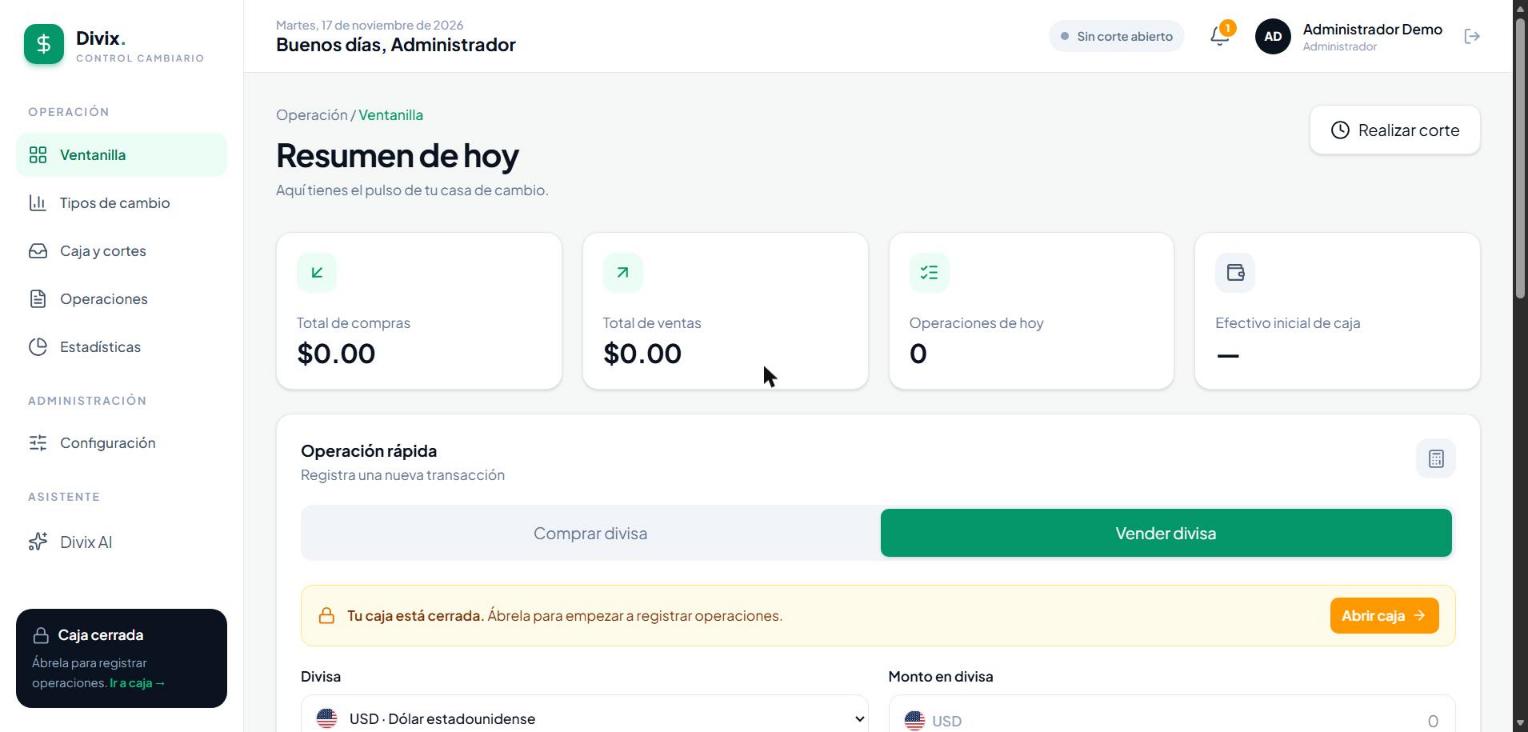 Divix.
CONTROL CAMBIARIO
OPERACIÓN
Ventanilla
Tipos de cambio
Caja y cortes
Operaciones
Estadísticas
ADMINISTRACIÓN
Configuración
ASISTENTE
Divix AI
Caja cerrada
Ábrela para registrar
operaciones. Ir a caja →
Martes, 17 de noviembre de 2026
Buenos días, Administrador
Sin corte abierto
1
AD
Administrador Demo
Administrador
Operación / Ventanilla
Resumen de hoy
Aquí tienes el pulso de tu casa de cambio.
Realizar corte
Total de compras
$0.00
Total de ventas
$0.00
Operaciones de hoy
0
Efectivo inicial de caja
—
Operación rápida
Registra una nueva transacción
Comprar divisa
Vender divisa
Tu caja está cerrada. Ábrela para empezar a registrar operaciones.
Abrir caja →
Divisa
USD · Dólar estadounidense
Monto en divisa
USD
0